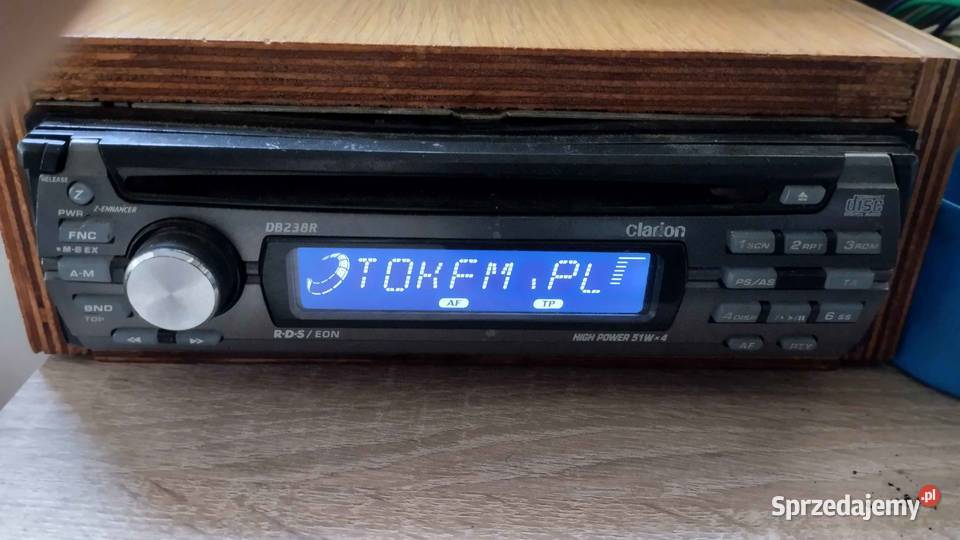 RELEASE
Z
Z-ENHANCER
PWR
FNC
M-B EX
A-M
BND
TOP
DB238R
clarion
TOKFM.PL
AF TP
R·D·S/EON
HIGH POWER 51W×4
disc
1 SCN 2 RPT 3 RDM
PS/AS TA
4 DISP 6 SS
AF PTY
Sprzedajemy.pl